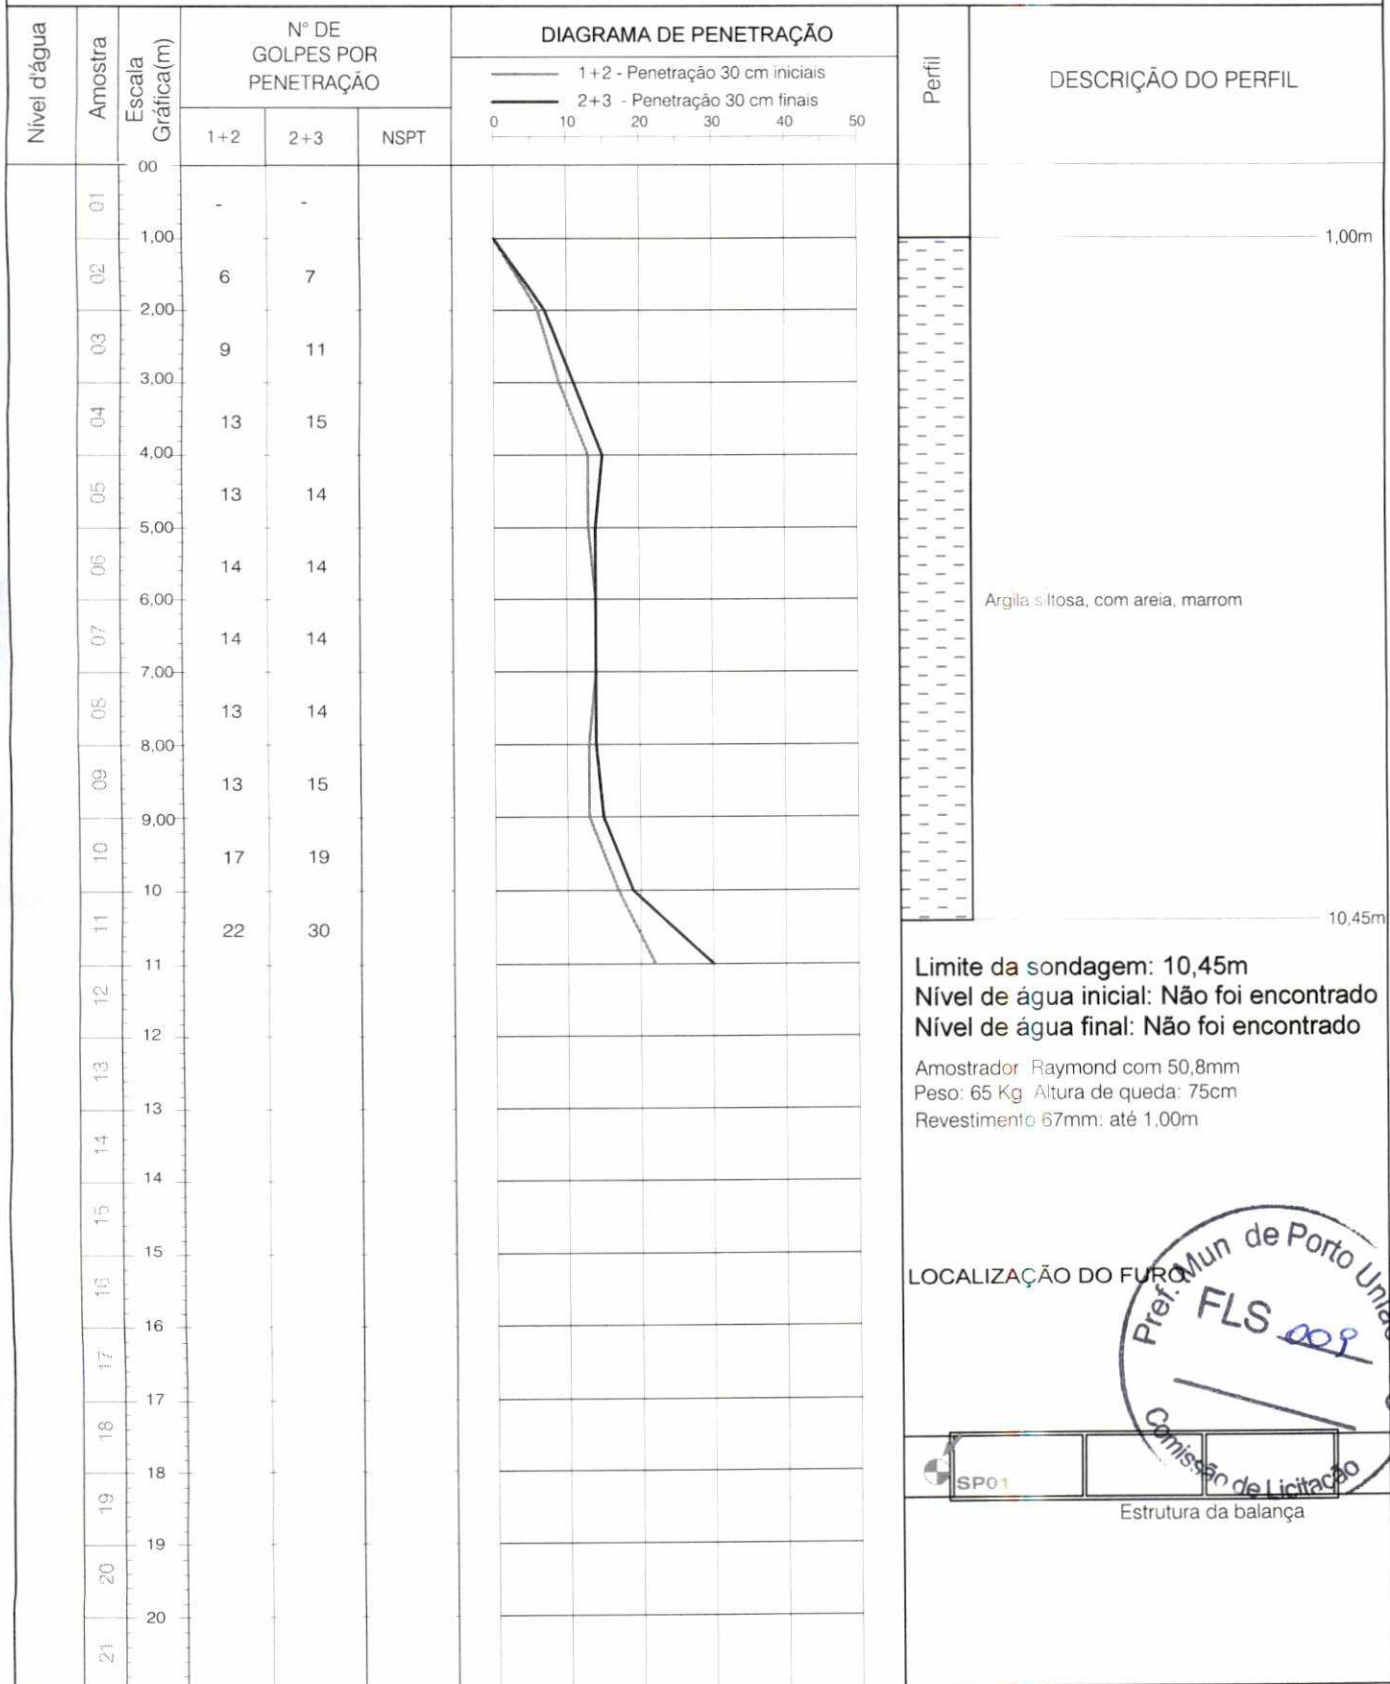 Nível d'água
Amostra
Escala
Gráfica(m)
N° DE
GOLPES POR
PENETRAÇÃO
1+2 2+3 NSPT
DIAGRAMA DE PENETRAÇÃO
1+2 - Penetração 30 cm iniciais
2+3 - Penetração 30 cm finais
0 10 20 30 40 50
Perfil
DESCRIÇÃO DO PERFIL
00
01 - -
1,00 1,00m
02 6 7
2,00
03 9 11
3,00
04 13 15
4,00
05 13 14
5,00
06 14 14
6,00 Argila siltosa, com areia, marrom
07 14 14
7,00
08 13 14
8,00
09 13 15
9,00
10 17 19
10
11 22 30
10,45m
11
12
12
13
13
14
14
15
15
16
16
17
17
18
18
19
19
20
20
21
Limite da sondagem: 10,45m
Nível de água inicial: Não foi encontrado
Nível de água final: Não foi encontrado
Amostrador Raymond com 50,8mm
Peso: 65 Kg Altura de queda: 75cm
Revestimento 67mm: até 1,00m
LOCALIZAÇÃO DO FURO
Pref. Mun de Porto União
FLS 009
Comissão de Licitação
SP01
Estrutura da balança